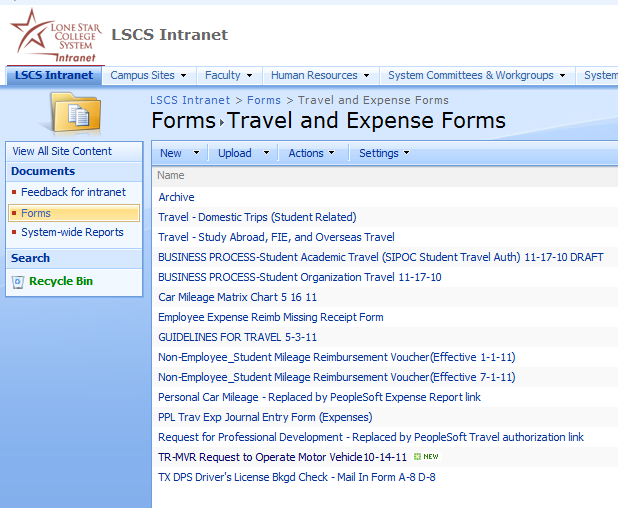 LONE STAR
COLLEGE
SYSTEM
Intranet
LSCS Intranet
LSCS Intranet Campus Sites Faculty Human Resources System Committees & Workgroups System
LSCS Intranet > Forms > Travel and Expense Forms
Forms Travel and Expense Forms
View All Site Content
Documents
Feedback for intranet
Forms
System-wide Reports
Search
Recycle Bin
New Upload Actions Settings
Name
Archive
Travel - Domestic Trips (Student Related)
Travel - Study Abroad, FIE, and Overseas Travel
BUSINESS PROCESS-Student Academic Travel (SIPOC Student Travel Auth) 11-17-10 DRAFT
BUSINESS PROCESS-Student Organization Travel 11-17-10
Car Mileage Matrix Chart 5 16 11
Employee Expense Reimb Missing Receipt Form
GUIDELINES FOR TRAVEL 5-3-11
Non-Employee_Student Mileage Reimbursement Voucher(Effective 1-1-11)
Non-Employee_Student Mileage Reimbursement Voucher(Effective 7-1-11)
Personal Car Mileage - Replaced by PeopleSoft Expense Report link
PPL Trav Exp Journal Entry Form (Expenses)
Request for Professional Development - Replaced by PeopleSoft Travel authorization link
TR-MVR Request to Operate Motor Vehicle10-14-11 NEW
TX DPS Driver's License Bkgd Check - Mail In Form A-8 D-8